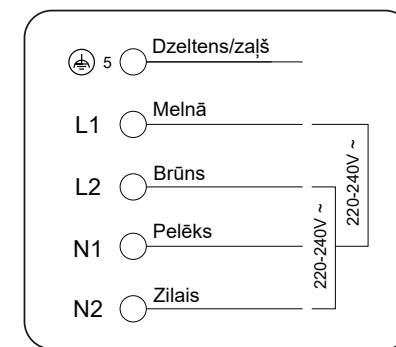 5 Dzeltens/zaļš
L1 Melnā
L2 Brūns
N1 Pelēks
N2 Zilais
220-240V ~
220-240V ~